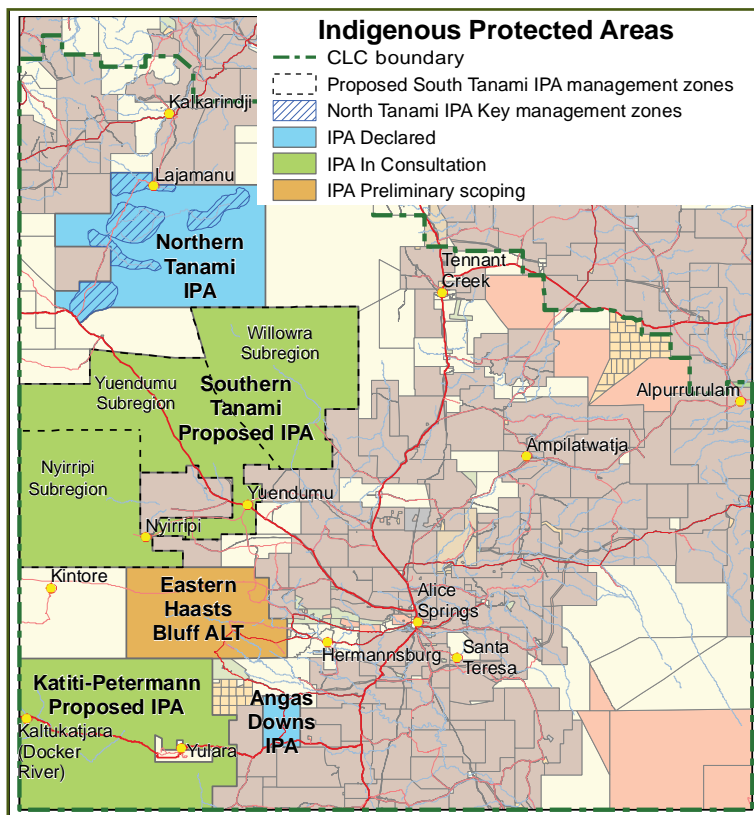 Indigenous Protected Areas
CLC boundary
Proposed South Tanami IPA management zones
North Tanami IPA Key management zones
IPA Declared
IPA In Consultation
IPA Preliminary scoping
Kalkarindji
Lajamanu
Northern
Tanami
IPA
Tennant
Creek
Willowra
Subregion
Yuendumu
Subregion
Southern
Tanami
Proposed IPA
Alpurrurulam
Ampilatwatja
Nyirripi
Subregion
Yuendumu
Nyirripi
Kintore
Eastern
Haasts
Bluff ALT
Alice
Springs
Hermannsburg
Santa
Teresa
Katiti-Petermann
Proposed IPA
Angas
Downs
IPA
Kaltukatjara
(Docker
River)
Yulara